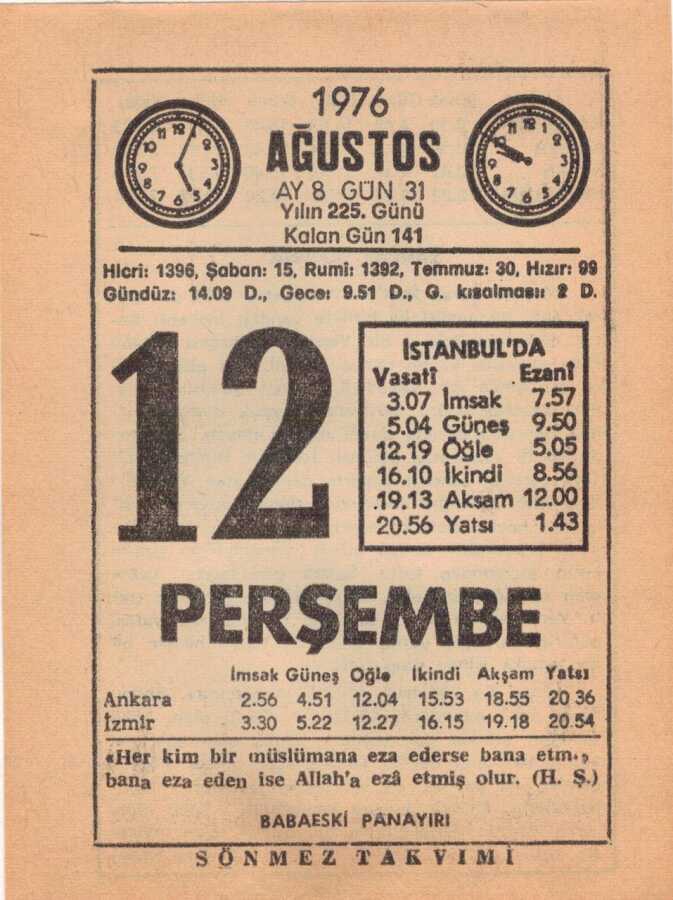 1976
AĞUSTOS
AY 8 GÜN 31
Yılın 225. Günü
Kalan Gün 141
Hicri: 1396, Şaban: 15, Rumi: 1392, Temmuz: 30, Hızır: 99
Gündüz: 14.09 D., Gece: 9.51 D., G. kısalması: 2 D.
12
İSTANBUL'DA
Vasatî Ezanî
3.07 İmsak 7.57
5.04 Güneş 9.50
12.19 Öğle 5.05
16.10 İkindi 8.56
19.13 Akşam 12.00
20.56 Yatsı 1.43
PERŞEMBE
İmsak Güneş Öğle İkindi Akşam Yatsı
Ankara 2.56 4.51 12.04 15.53 18.55 20 36
İzmir 3.30 5.22 12.27 16.15 19.18 20.54
«Her kim bir müslümana eza ederse bana etmiş,
bana eza eden ise Allah'a ezâ etmiş olur. (H. Ş.)
BABAESKİ PANAYIRI
SÖNMEZ TAKVİMİ